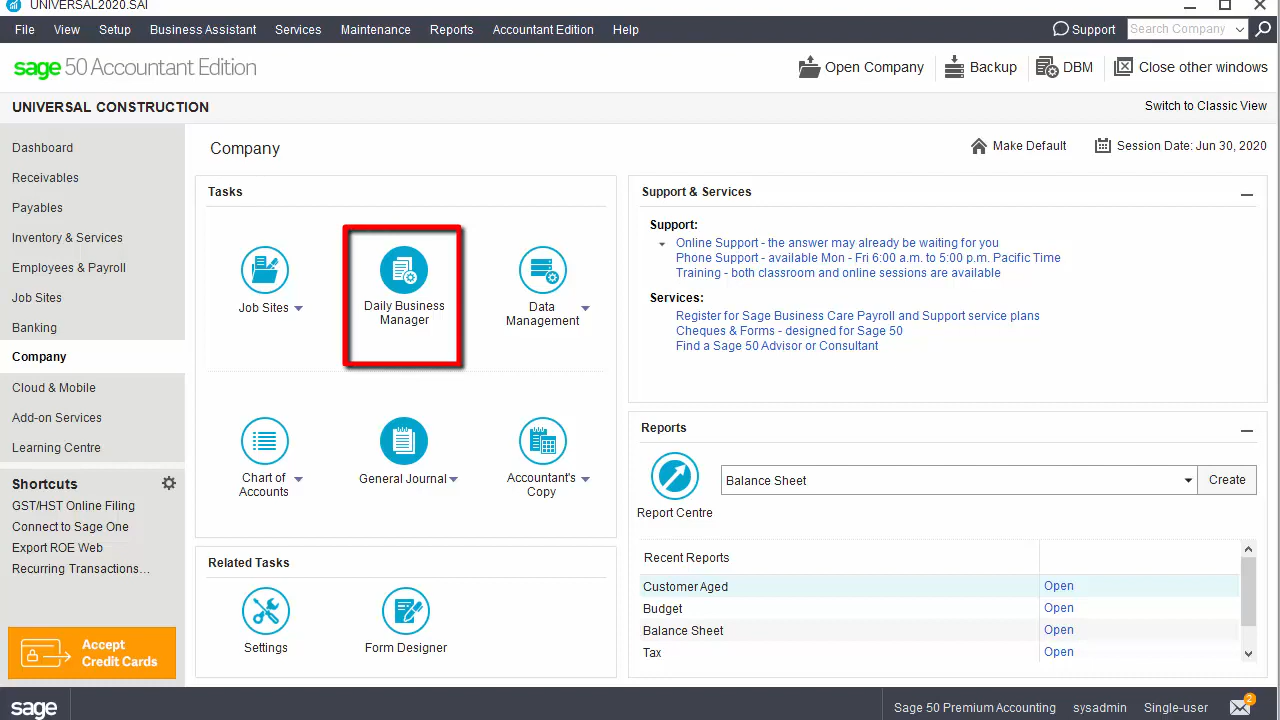 UNIVERSAL2020.SAI
File View Setup Business Assistant Services Maintenance Reports Accountant Edition Help Support Search Company
sage 50 Accountant Edition Open Company Backup DBM Close other windows
UNIVERSAL CONSTRUCTION Switch to Classic View
Dashboard
Receivables
Payables
Inventory & Services
Employees & Payroll
Job Sites
Banking
Company
Cloud & Mobile
Add-on Services
Learning Centre
Shortcuts
GST/HST Online Filing
Connect to Sage One
Export ROE Web
Recurring Transactions...
Accept
Credit Cards
Company Make Default Session Date: Jun 30, 2020
Tasks
Job Sites
Daily Business
Manager
Data
Management
Chart of
Accounts
General Journal
Accountant's
Copy
Related Tasks
Settings
Form Designer
Support & Services
Support:
Online Support - the answer may already be waiting for you
Phone Support - available Mon - Fri 6:00 a.m. to 5:00 p.m. Pacific Time
Training - both classroom and online sessions are available
Services:
Register for Sage Business Care Payroll and Support service plans
Cheques & Forms - designed for Sage 50
Find a Sage 50 Advisor or Consultant
Reports
Report Centre
Balance Sheet Create
Recent Reports
Customer Aged Open
Budget Open
Balance Sheet Open
Tax Open
sage Sage 50 Premium Accounting sysadmin Single-user 2